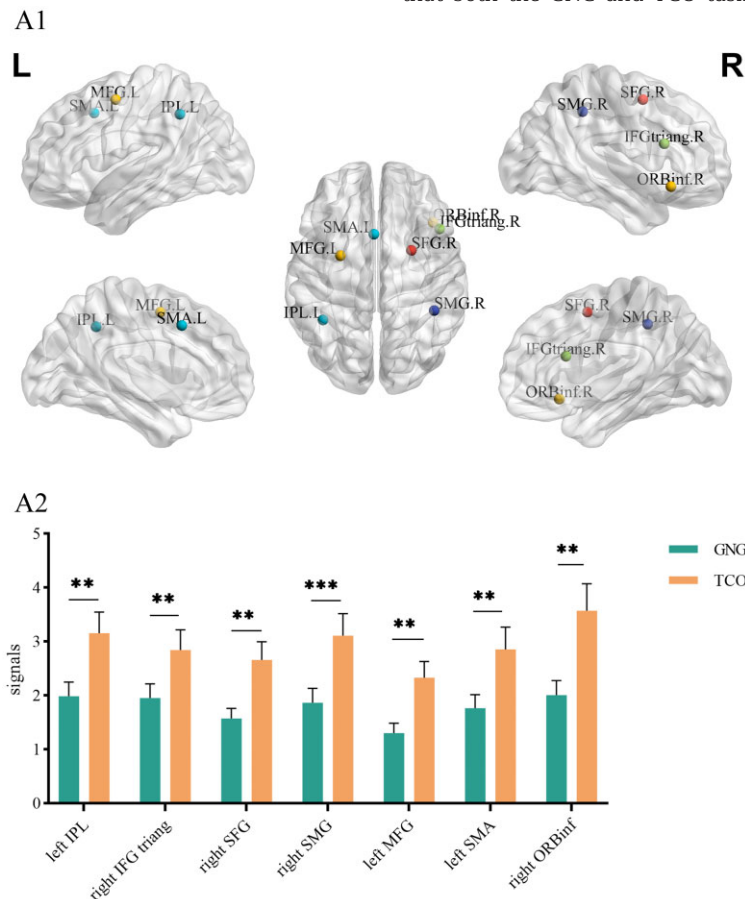 A1
L
R
MFG.L
SMA.L
IPL.L
SFG.R
SMG.R
IFGtriang.R
ORBinf.R
SMA.L
ORBinf.R
IFGtriang.R
MFG.L
SFG.R
IPL.L
SMG.R
MFG.L
IPL.L
SMA.L
SFG.R
SMG.R
IFGtriang.R
ORBinf.R
A2
signals
5
4
3
2
1
0
**
**
**
***
**
**
**
GNG
TCO
left IPL
right IFG triang
right SFG
right SMG
left MFG
left SMA
right ORBinf